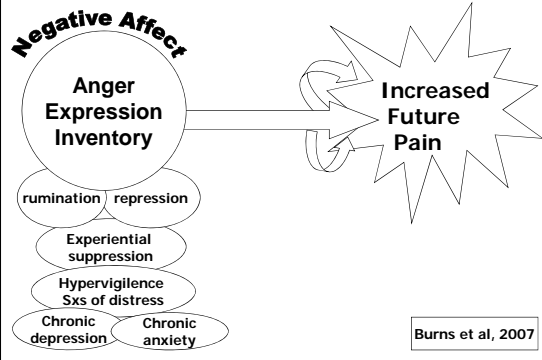 Negative Affect
Anger
Expression
Inventory
Increased
Future
Pain
rumination
repression
Experiential
suppression
Hypervigilence
Sxs of distress
Chronic
depression
Chronic
anxiety
Burns et al, 2007